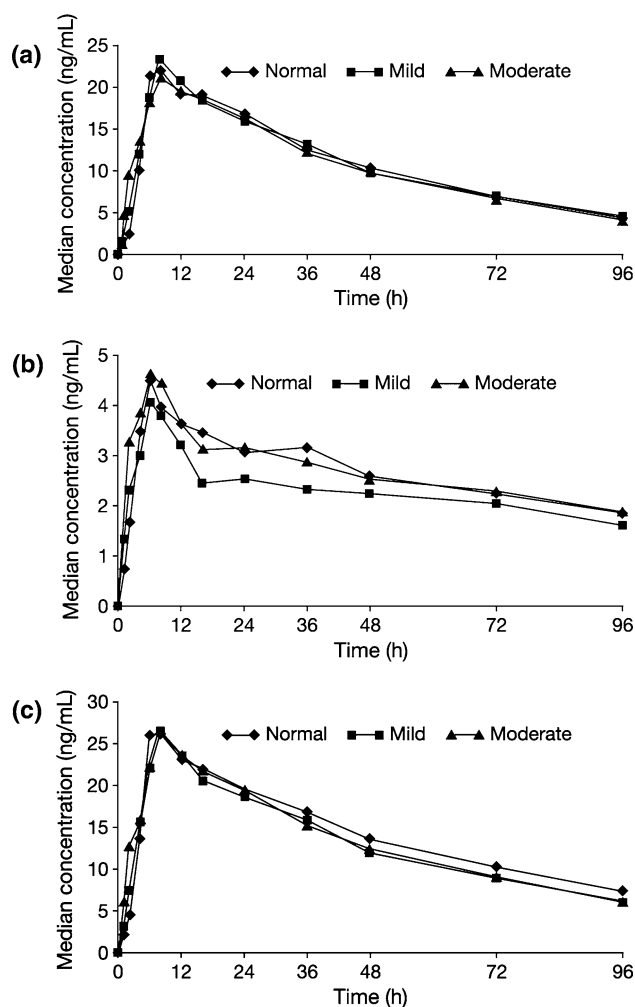 (a)
Median concentration (ng/mL)
25
20
15
10
5
0
Normal Mild Moderate
0 12 24 36 48 72 96
Time (h)
(b)
Median concentration (ng/mL)
5
4
3
2
1
0
Normal Mild Moderate
0 12 24 36 48 72 96
Time (h)
(c)
Median concentration (ng/mL)
30
25
20
15
10
5
0
Normal Mild Moderate
0 12 24 36 48 72 96
Time (h)